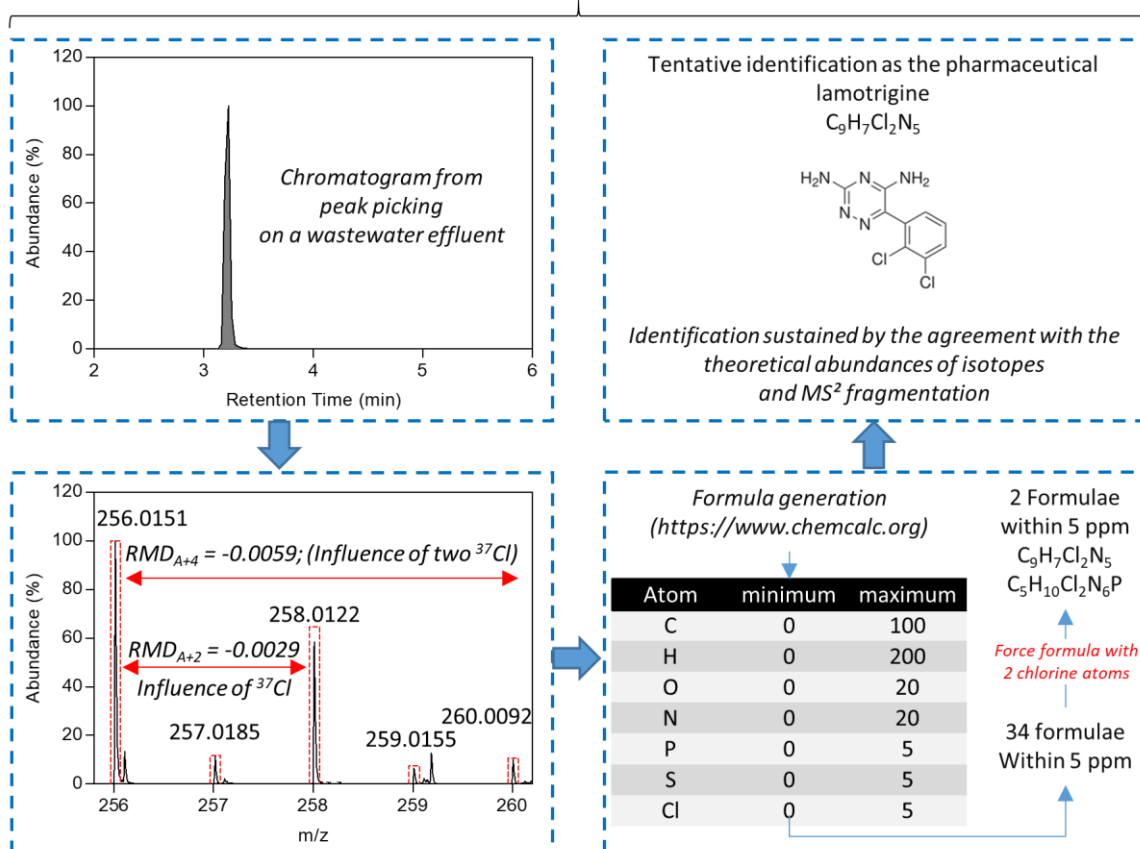 120
100
80
60
40
20
0
Abundance (%)
Chromatogram from
peak picking
on a wastewater effluent
2
3
4
5
6
Retention Time (min)
Tentative identification as the pharmaceutical
lamotrigine
C₉H₇Cl₂N₅
H₂N
N
NH₂
N
N
Cl
Cl
Identification sustained by the agreement with the
theoretical abundances of isotopes
and MS² fragmentation
120
100
80
60
40
20
0
Abundance (%)
256.0151
RMD_A+4 = -0.0059; (Influence of two ³⁷Cl)
258.0122
RMD_A+2 = -0.0029
Influence of ³⁷Cl
257.0185
259.0155
260.0092
256
257
258
259
260
m/z
Formula generation
(https://www.chemcalc.org)
Atom minimum maximum
C 0 100
H 0 200
O 0 20
N 0 20
P 0 5
S 0 5
Cl 0 5
2 Formulae
within 5 ppm
C₉H₇Cl₂N₅
C₅H₁₀Cl₂N₆P
Force formula with
2 chlorine atoms
34 formulae
Within 5 ppm